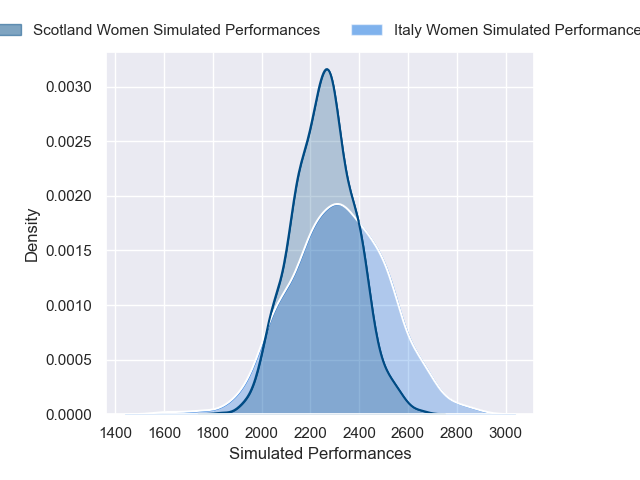 Scotland Women Simulated Performances   Italy Women Simulated Performance
0.0030
0.0025
0.0020
0.0015
0.0010
0.0005
0.0000
Density
1400 1600 1800 2000 2200 2400 2600 2800 3000
Simulated Performances